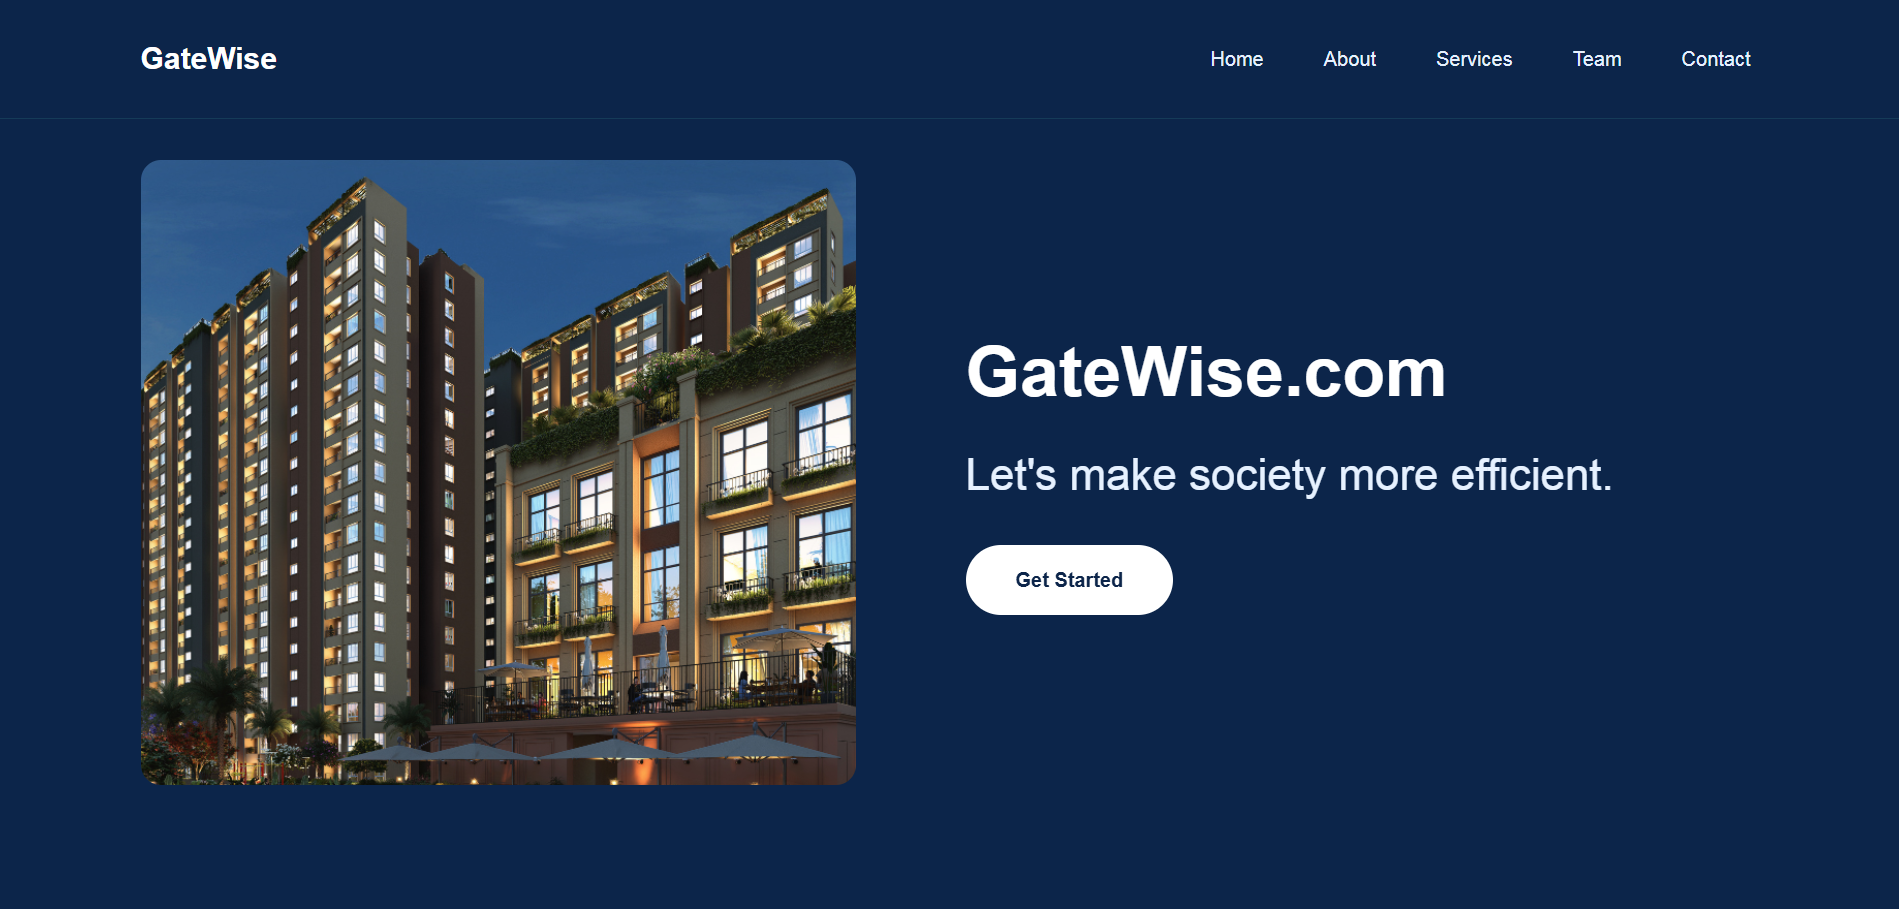 GateWise
Home About Services Team Contact
GateWise.com
Let's make society more efficient.
Get Started